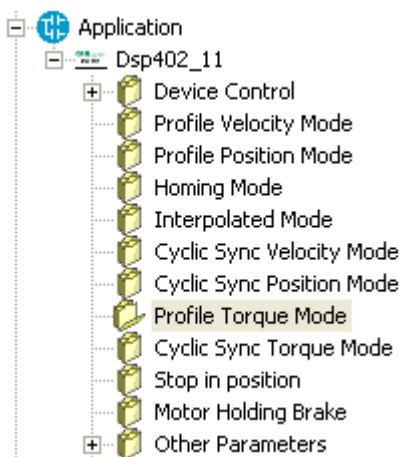 Application
Dsp402_11
Device Control
Profile Velocity Mode
Profile Position Mode
Homing Mode
Interpolated Mode
Cyclic Sync Velocity Mode
Cyclic Sync Position Mode
Profile Torque Mode
Cyclic Sync Torque Mode
Stop in position
Motor Holding Brake
Other Parameters